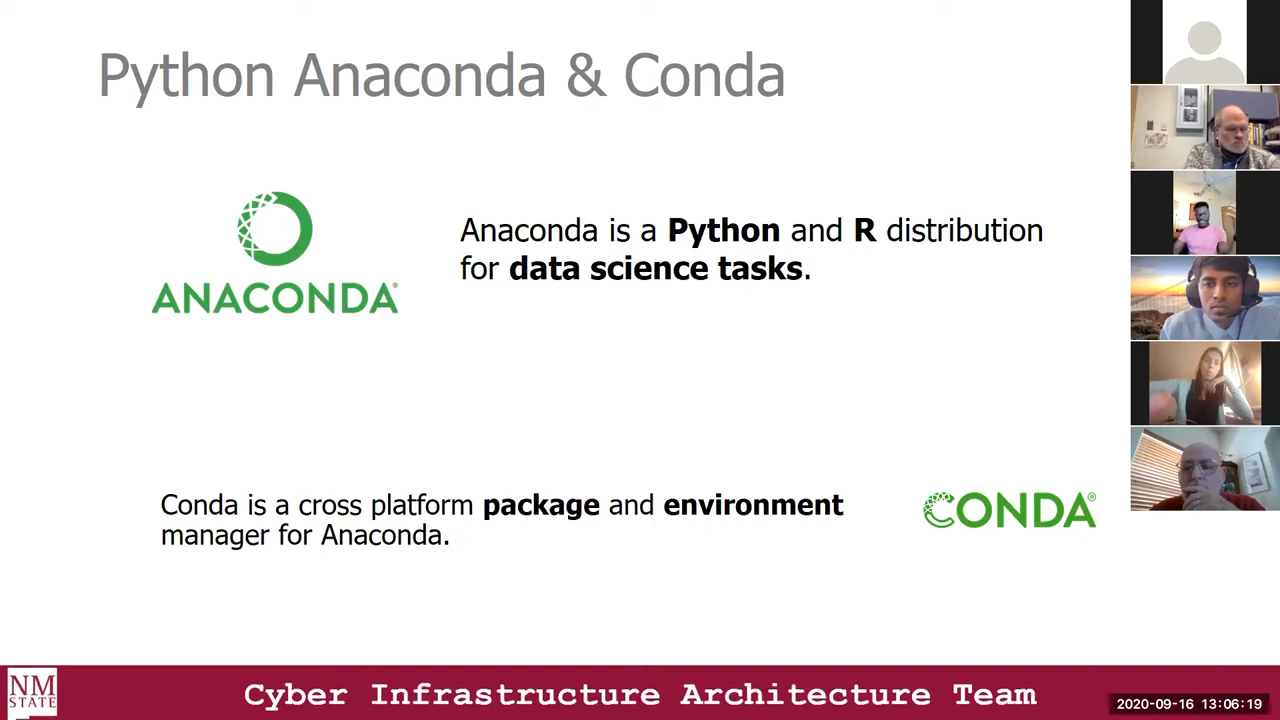 Python Anaconda & Conda
ANACONDA®
Anaconda is a Python and R distribution
for data science tasks.
Conda is a cross platform package and environment
manager for Anaconda.
CONDA®
NM
STATE
Cyber Infrastructure Architecture Team
2020-09-16 13:06:19